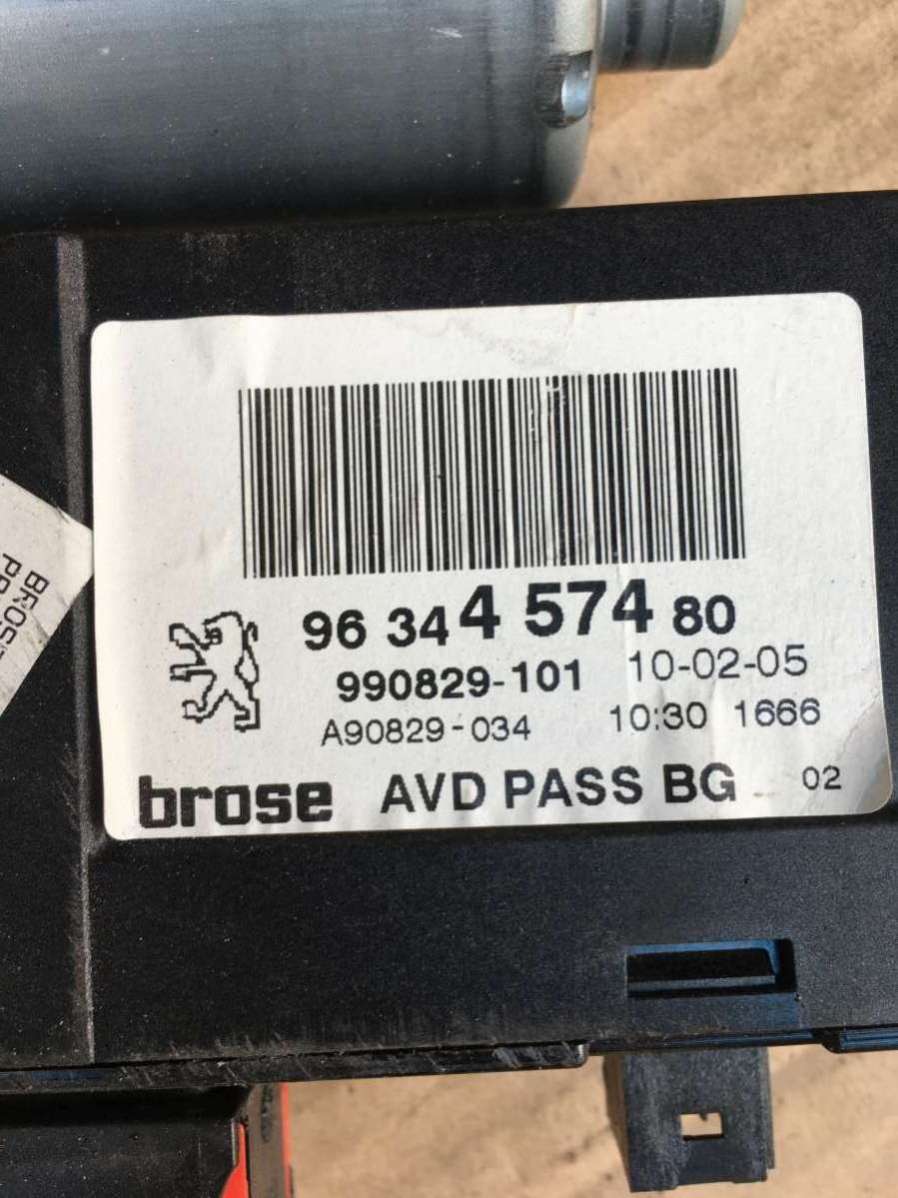 96 34 4 574 80
990829-101 10-02-05
A90829-034 10:30 1666
brose AVD PASS BG 02